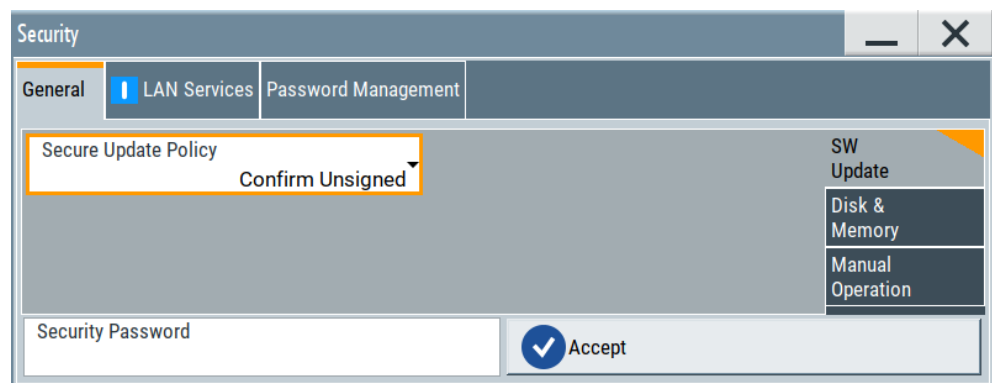 Security
General
LAN Services
Password Management
Secure Update Policy
Confirm Unsigned
SW
Update
Disk &
Memory
Manual
Operation
Security Password
Accept